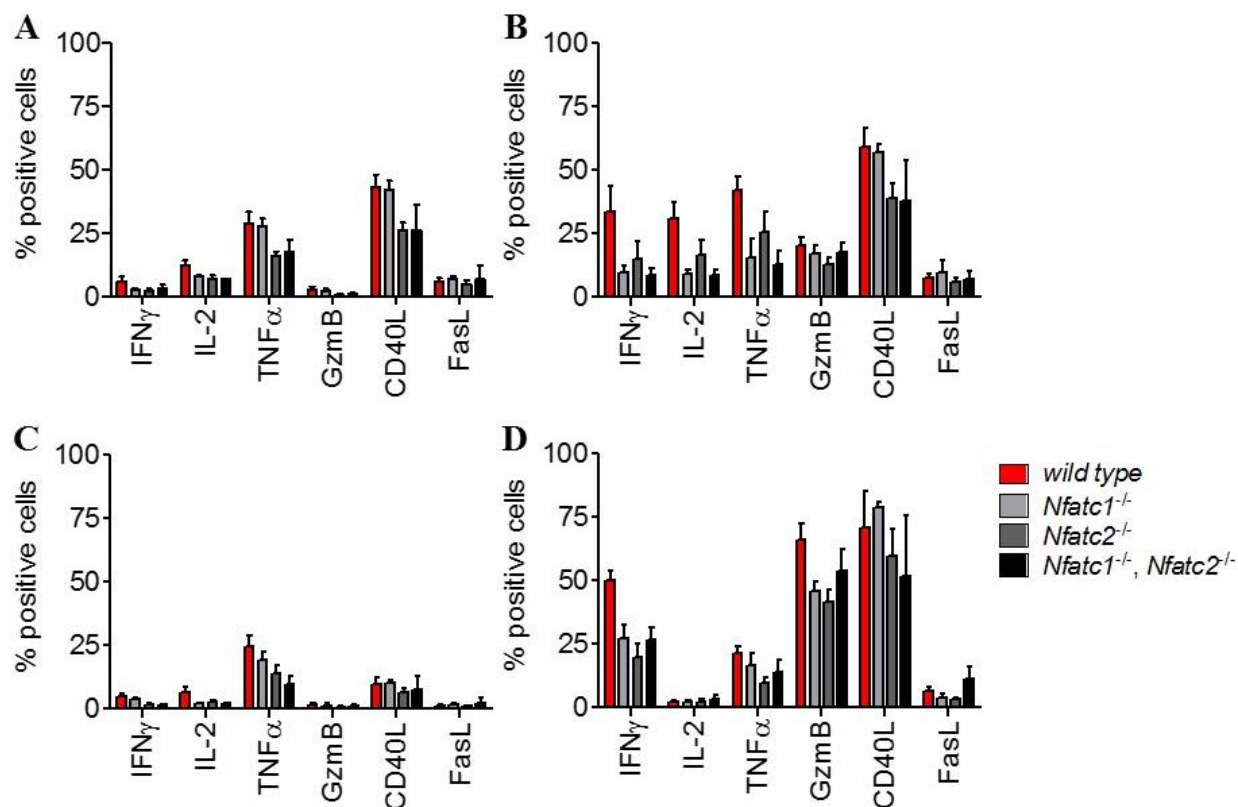 A
% positive cells
100
75
50
25
0
IFNγ
IL-2
TNFα
GzmB
CD40L
FasL
B
% positive cells
100
75
50
25
0
IFNγ
IL-2
TNFα
GzmB
CD40L
FasL
C
% positive cells
100
75
50
25
0
IFNγ
IL-2
TNFα
GzmB
CD40L
FasL
D
% positive cells
100
75
50
25
0
IFNγ
IL-2
TNFα
GzmB
CD40L
FasL
wild type
Nfatc1-/-
Nfatc2-/-
Nfatc1-/-, Nfatc2-/-